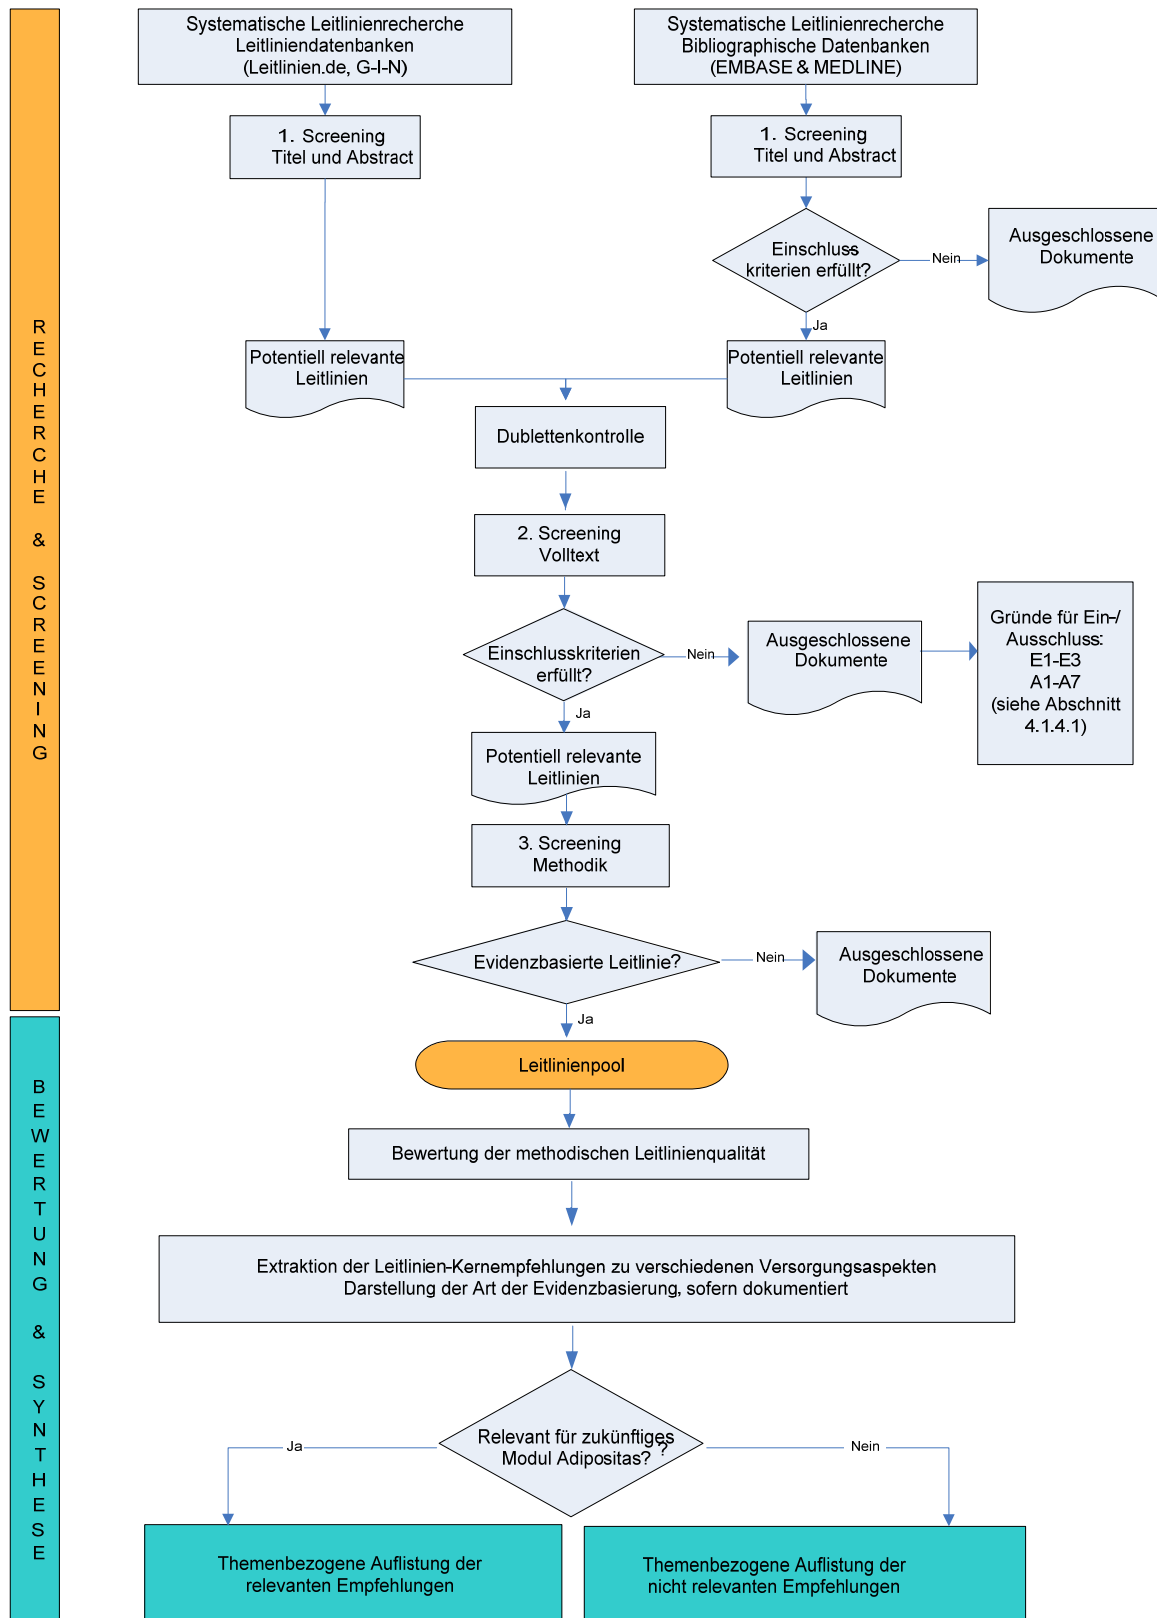 Systematische Leitlinienrecherche
Leitliniendatenbanken
(Leitlinien.de, G-I-N)
Systematische Leitlinienrecherche
Bibliographische Datenbanken
(EMBASE & MEDLINE)
1. Screening
Titel und Abstract
1. Screening
Titel und Abstract
Einschluss
kriterien erfüllt?
Nein
Ausgeschlossene
Dokumente
Ja
Potentiell relevante
Leitlinien
Potentiell relevante
Leitlinien
Dublettenkontrolle
2. Screening
Volltext
Einschlusskriterien
erfüllt?
Nein
Ausgeschlossene
Dokumente
Gründe für Ein-/
Ausschluss:
E1-E3
A1-A7
(siehe Abschnitt
4.1.4.1)
Ja
Potentiell relevante
Leitlinien
3. Screening
Methodik
Evidenzbasierte Leitlinie?
Nein
Ausgeschlossene
Dokumente
Ja
RECHERCHE & SCREENING
Leitlinienpool
Bewertung der methodischen Leitlinienqualität
Extraktion der Leitlinien-Kernempfehlungen zu verschiedenen Versorgungsaspekten
Darstellung der Art der Evidenzbasierung, sofern dokumentiert
Relevant für zukünftiges
Modul Adipositas? ?
Ja
Nein
Themenbezogene Auflistung der
relevanten Empfehlungen
Themenbezogene Auflistung der
nicht relevanten Empfehlungen
BEWERTUNG & SYNTHESE